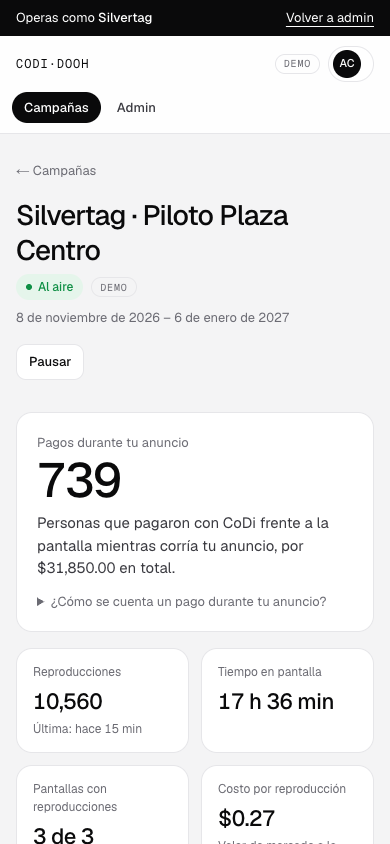 Operas como Silvertag
Volver a admin
CODI·DOOH
DEMO
AC
Campañas
Admin
← Campañas
Silvertag · Piloto Plaza
Centro
Al aire
DEMO
8 de noviembre de 2026 – 6 de enero de 2027
Pausar
Pagos durante tu anuncio
739
Personas que pagaron con CoDi frente a la
pantalla mientras corría tu anuncio, por
$31,850.00 en total.
¿Cómo se cuenta un pago durante tu anuncio?
Reproducciones
10,560
Última: hace 15 min
Tiempo en pantalla
17 h 36 min
Pantallas con
reproducciones
3 de 3
Costo por reproducción
$0.27